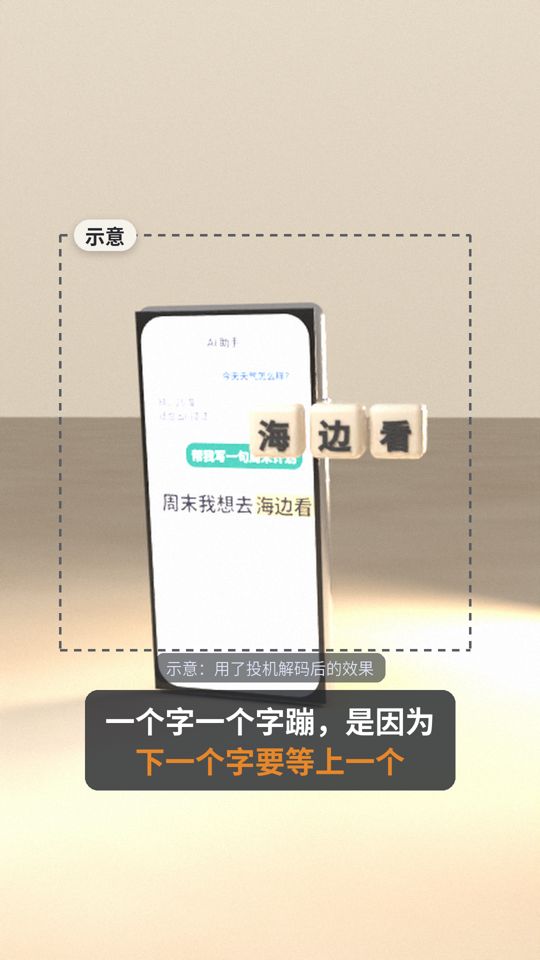 示意
AI助手
今天天气怎么样?
海边看
帮我写一句周末计划
周末我想去海边看
示意：用了投机解码后的效果
一个字一个字蹦，是因为
下一个字要等上一个